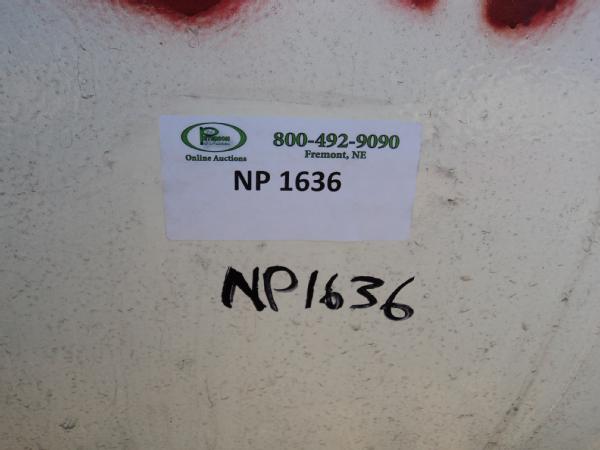 800-492-9090
Online Auctions
Fremont, NE
NP 1636
NP1636